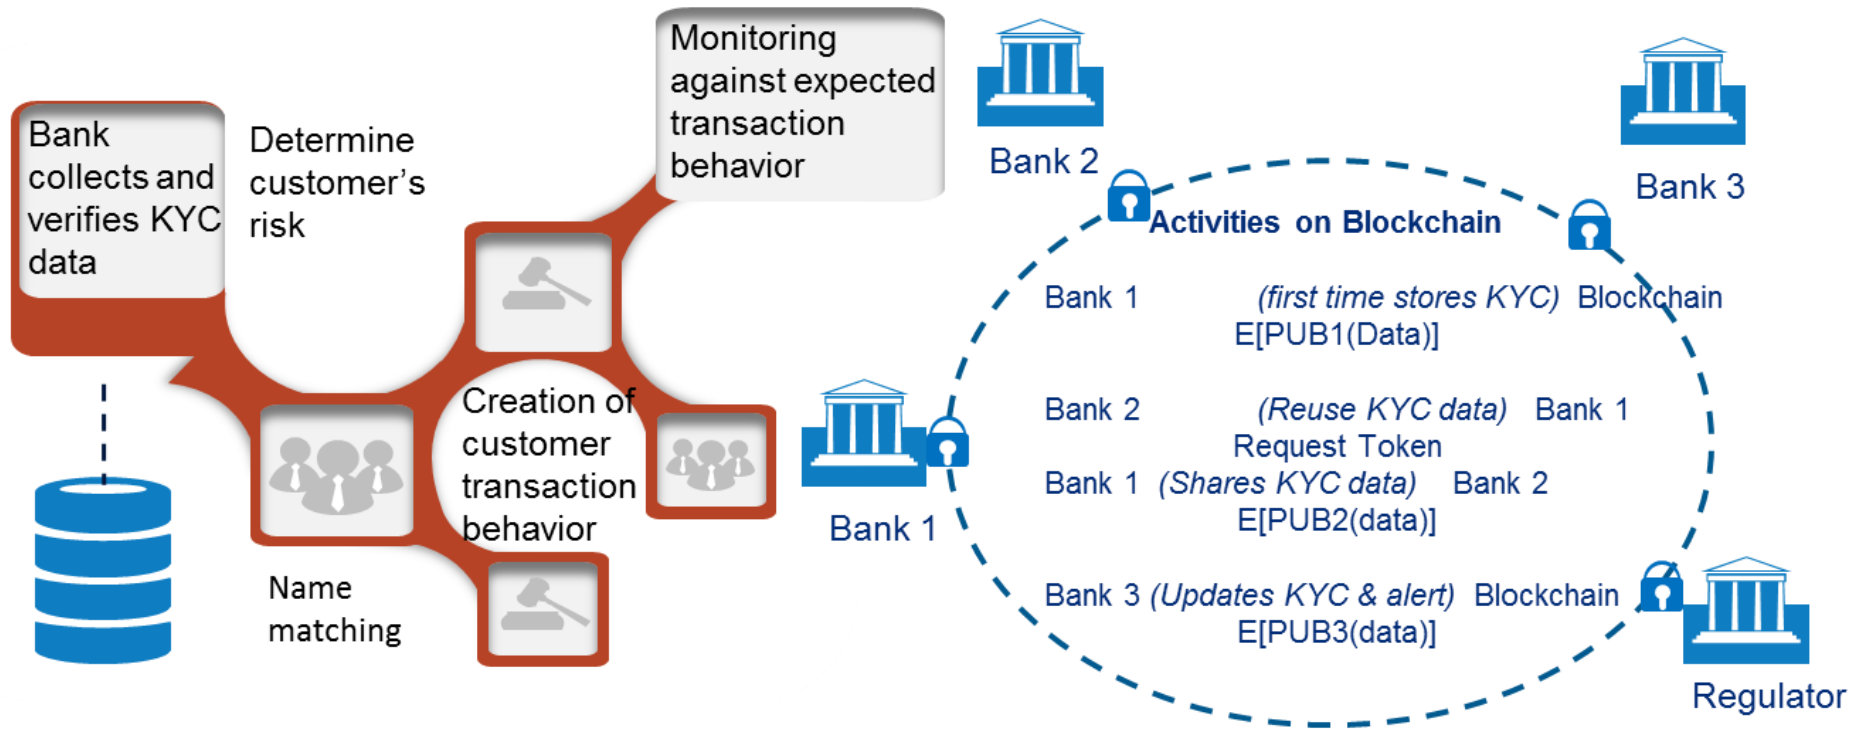 Bank
collects and
verifies KYC
data
Determine
customer's
risk
Monitoring
against expected
transaction
behavior
Creation of
customer
transaction
behavior
Name
matching
Bank 2
Bank 3
Bank 1
Regulator
Activities on Blockchain
Bank 1 (first time stores KYC) Blockchain
E[PUB1(Data)]
Bank 2 (Reuse KYC data) Bank 1
Request Token
Bank 1 (Shares KYC data) Bank 2
E[PUB2(data)]
Bank 3 (Updates KYC & alert) Blockchain
E[PUB3(data)]